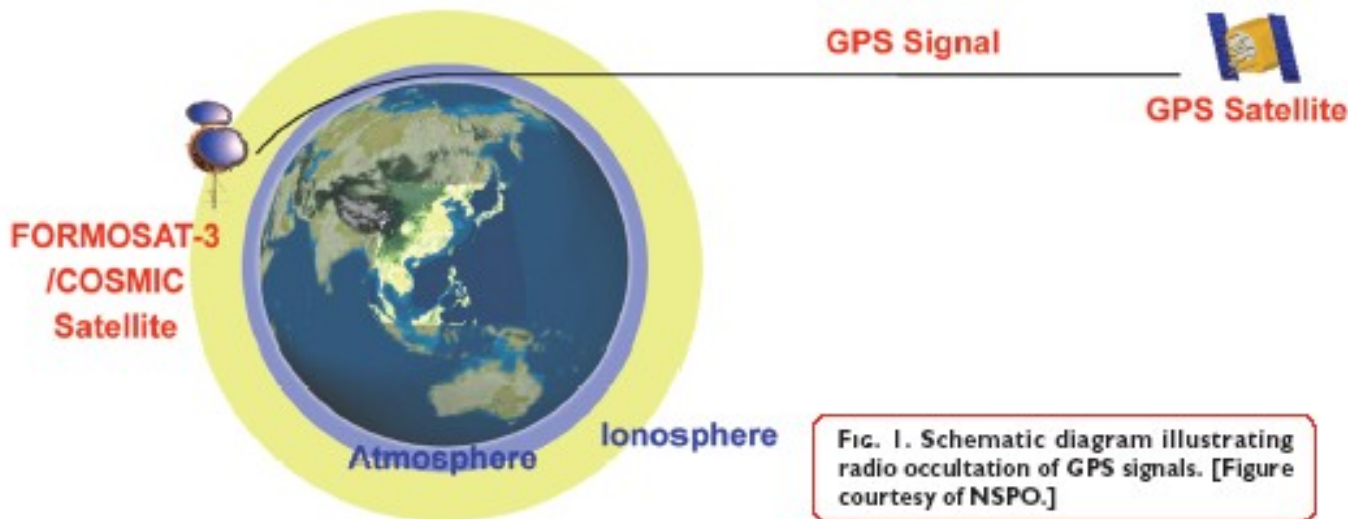 GPS Signal
GPS Satellite
FORMOSAT-3
/COSMIC
Satellite
Ionosphere
Atmosphere
FIG. 1. Schematic diagram illustrating
radio occultation of GPS signals. [Figure
courtesy of NSPO.]